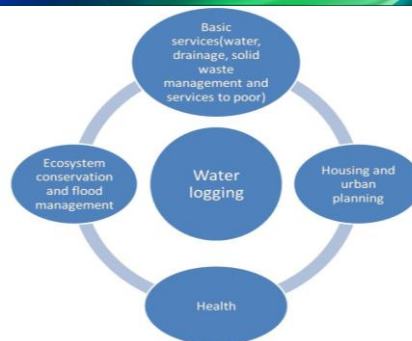 Basic
services(water,
drainage, solid
waste
management and
services to poor)
Ecosystem
conservation
and flood
management
Water
logging
Housing and
urban
planning
Health